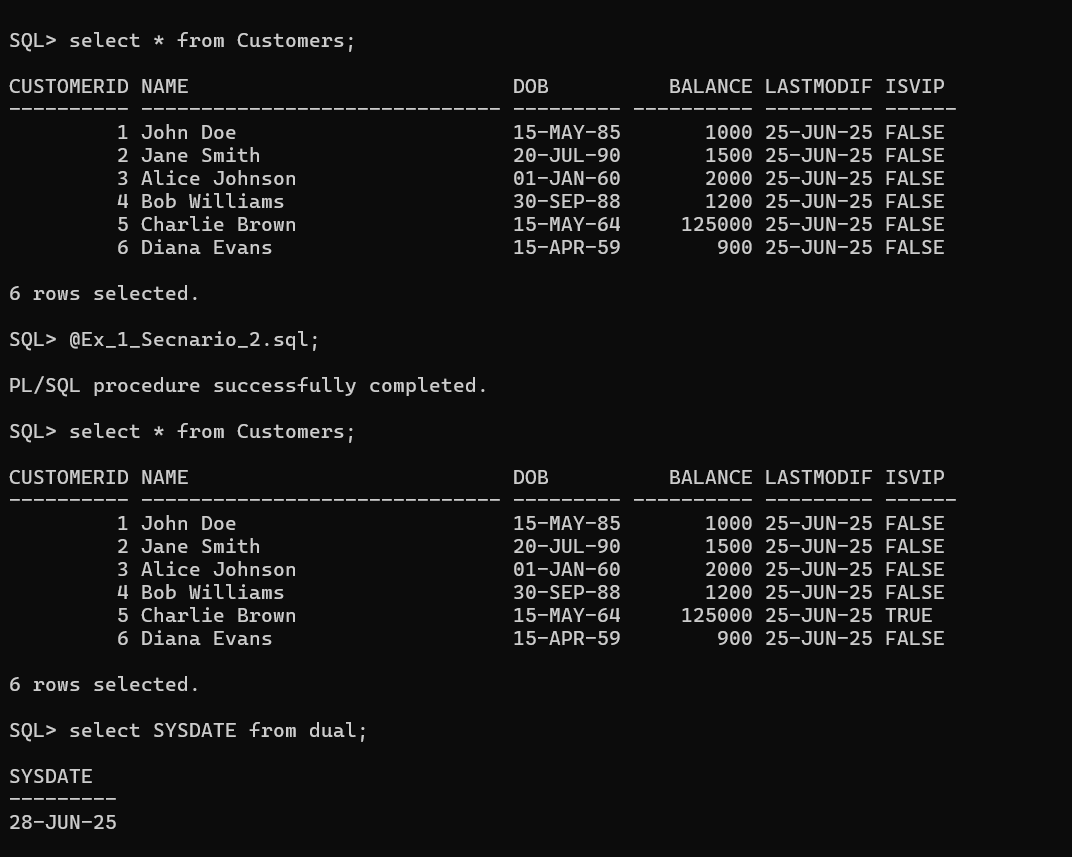 SQL> select * from Customers;
CUSTOMERID NAME                           DOB          BALANCE LASTMODIF ISVIP
---------- ------------------------------ --------- ---------- --------- ------
         1 John Doe                       15-MAY-85       1000 25-JUN-25 FALSE
         2 Jane Smith                     20-JUL-90       1500 25-JUN-25 FALSE
         3 Alice Johnson                  01-JAN-60       2000 25-JUN-25 FALSE
         4 Bob Williams                   30-SEP-88       1200 25-JUN-25 FALSE
         5 Charlie Brown                  15-MAY-64     125000 25-JUN-25 FALSE
         6 Diana Evans                    15-APR-59        900 25-JUN-25 FALSE
6 rows selected.
SQL> @Ex_1_Secnario_2.sql;
PL/SQL procedure successfully completed.
SQL> select * from Customers;
CUSTOMERID NAME                           DOB          BALANCE LASTMODIF ISVIP
---------- ------------------------------ --------- ---------- --------- ------
         1 John Doe                       15-MAY-85       1000 25-JUN-25 FALSE
         2 Jane Smith                     20-JUL-90       1500 25-JUN-25 FALSE
         3 Alice Johnson                  01-JAN-60       2000 25-JUN-25 FALSE
         4 Bob Williams                   30-SEP-88       1200 25-JUN-25 FALSE
         5 Charlie Brown                  15-MAY-64     125000 25-JUN-25 TRUE
         6 Diana Evans                    15-APR-59        900 25-JUN-25 FALSE
6 rows selected.
SQL> select SYSDATE from dual;
SYSDATE
---------
28-JUN-25